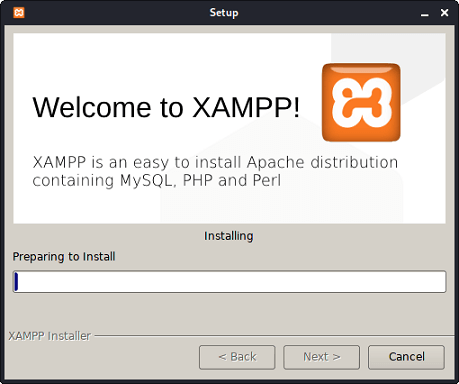 Setup
Welcome to XAMPP!
XAMPP is an easy to install Apache distribution
containing MySQL, PHP and Perl
Installing
Preparing to Install
XAMPP Installer
< Back
Next >
Cancel